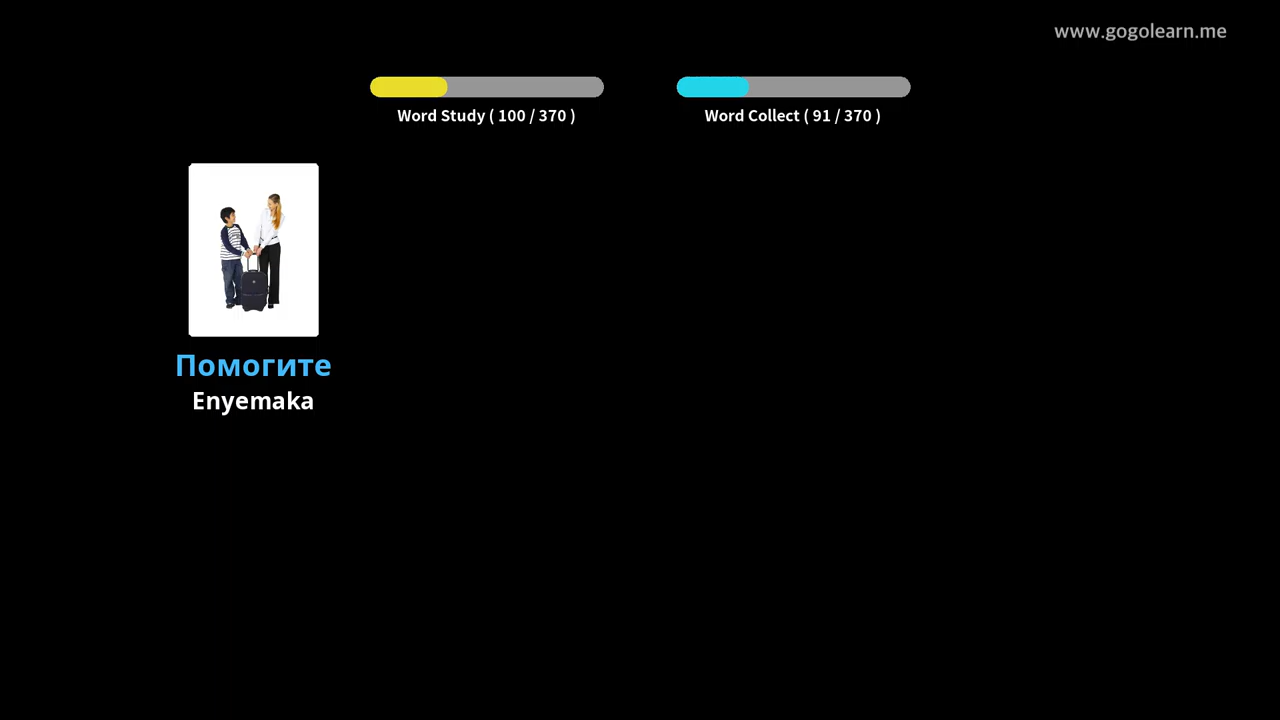 www.gogolearn.me
Word Study ( 100 / 370 )
Word Collect ( 91 / 370 )
Помогите
Enyemaka